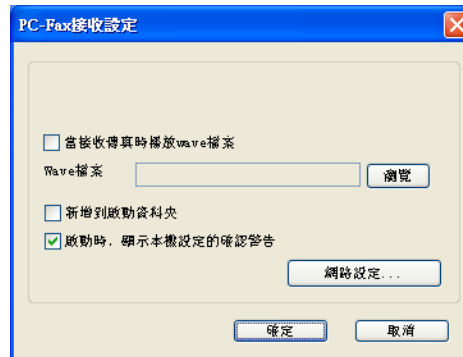 PC-Fax接收設定
當接收傳真時播放wave檔案
Wave檔案
瀏覽
新增到啟動資料夾
啟動時，顯示本機設定的確認警告
網路設定...
確定
取消